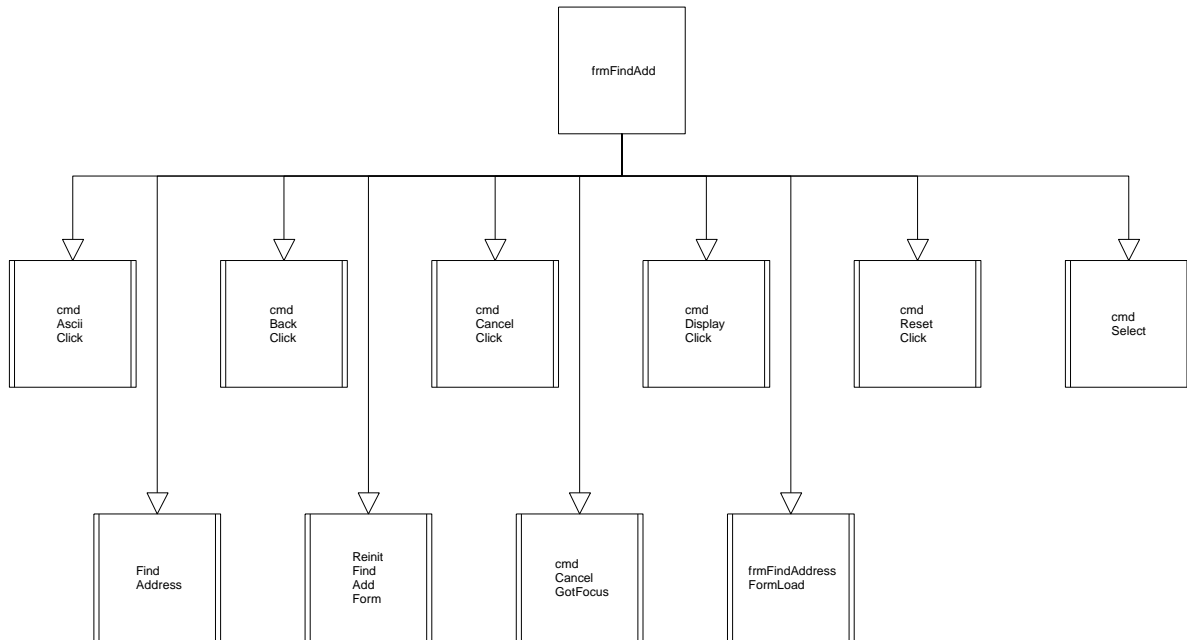 frmFindAdd
cmd
Ascii
Click
cmd
Back
Click
cmd
Cancel
Click
cmd
Display
Click
cmd
Reset
Click
cmd
Select
Find
Address
Reinit
Find
Add
Form
cmd
Cancel
GotFocus
frmFindAddress
FormLoad